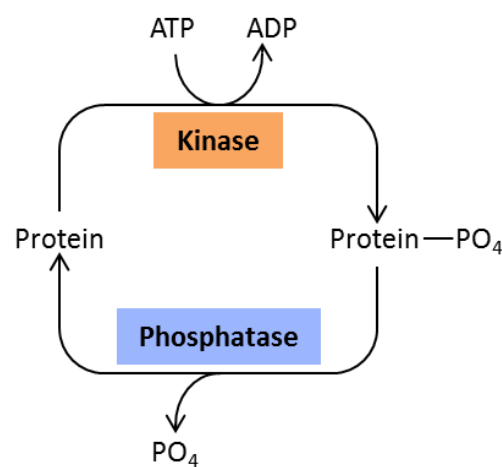 ATP ADP
Kinase
Protein Protein—PO₄
Phosphatase
PO₄